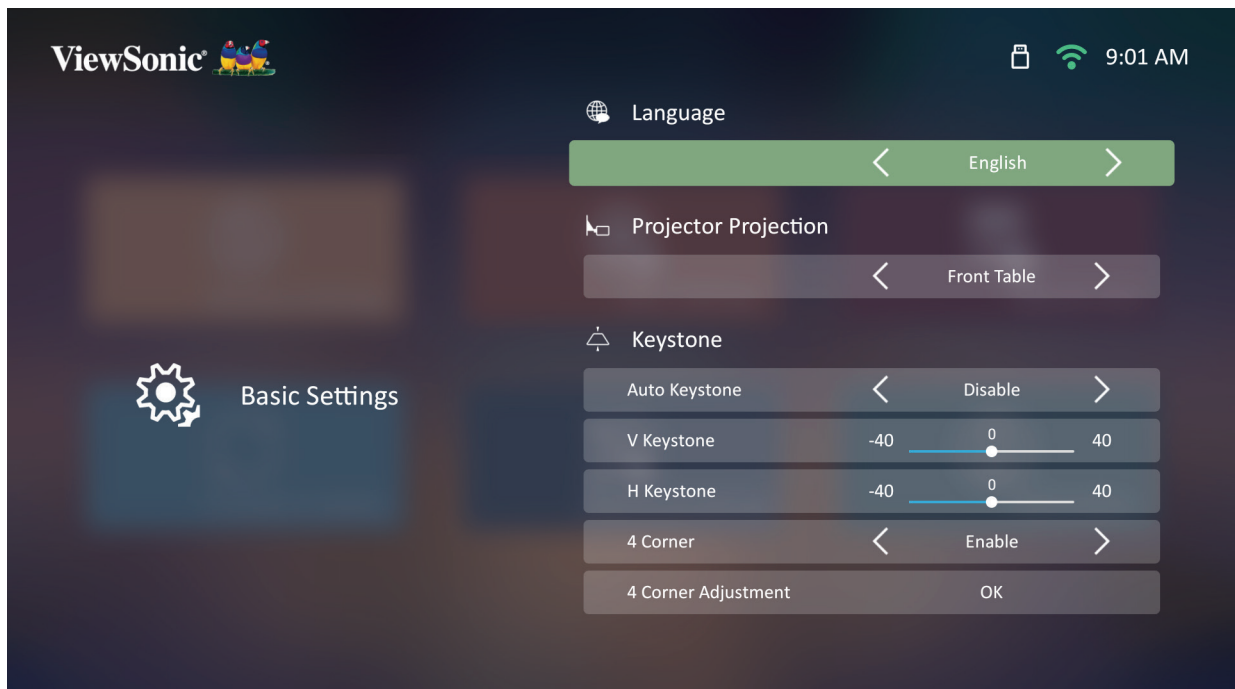 ViewSonic®
9:01 AM
Language
English
Projector Projection
Front Table
Keystone
Basic Settings
Auto Keystone Disable
V Keystone -40 0 40
H Keystone -40 0 40
4 Corner Enable
4 Corner Adjustment OK